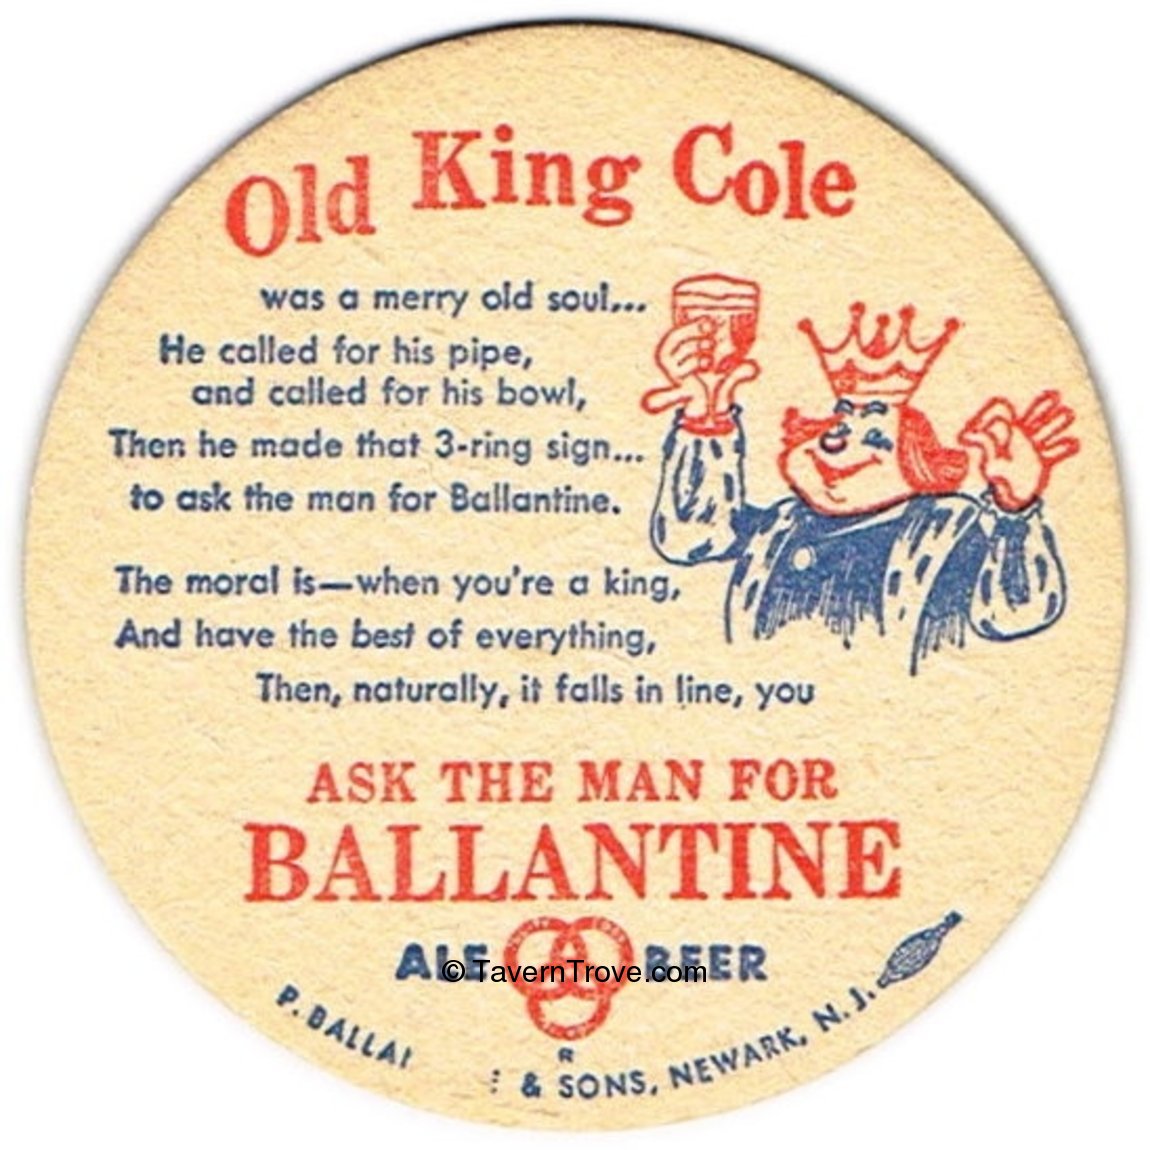 Old King Cole
was a merry old soul...
He called for his pipe,
and called for his bowl,
Then he made that 3-ring sign...
to ask the man for Ballantine.
The moral is—when you're a king,
And have the best of everything,
Then, naturally, it falls in line, you
ASK THE MAN FOR
BALLANTINE
ALE BEER
© TavernTrove.com
R
P. BALLA & SONS, NEWARK, N.J.